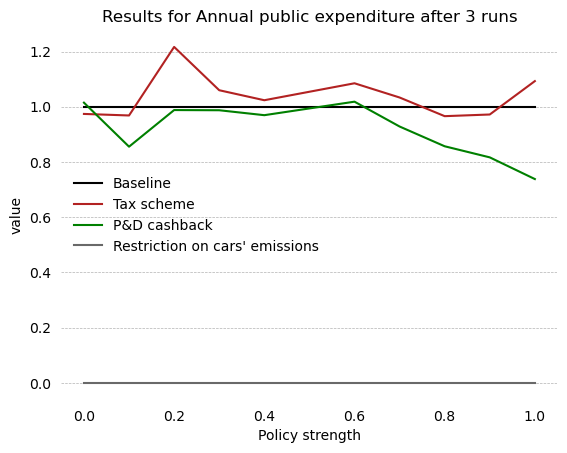 Results for Annual public expenditure after 3 runs
1.2
1.0
0.8
0.6
0.4
0.2
0.0
value
Baseline
Tax scheme
P&D cashback
Restriction on cars' emissions
0.0 0.2 0.4 0.6 0.8 1.0
Policy strength